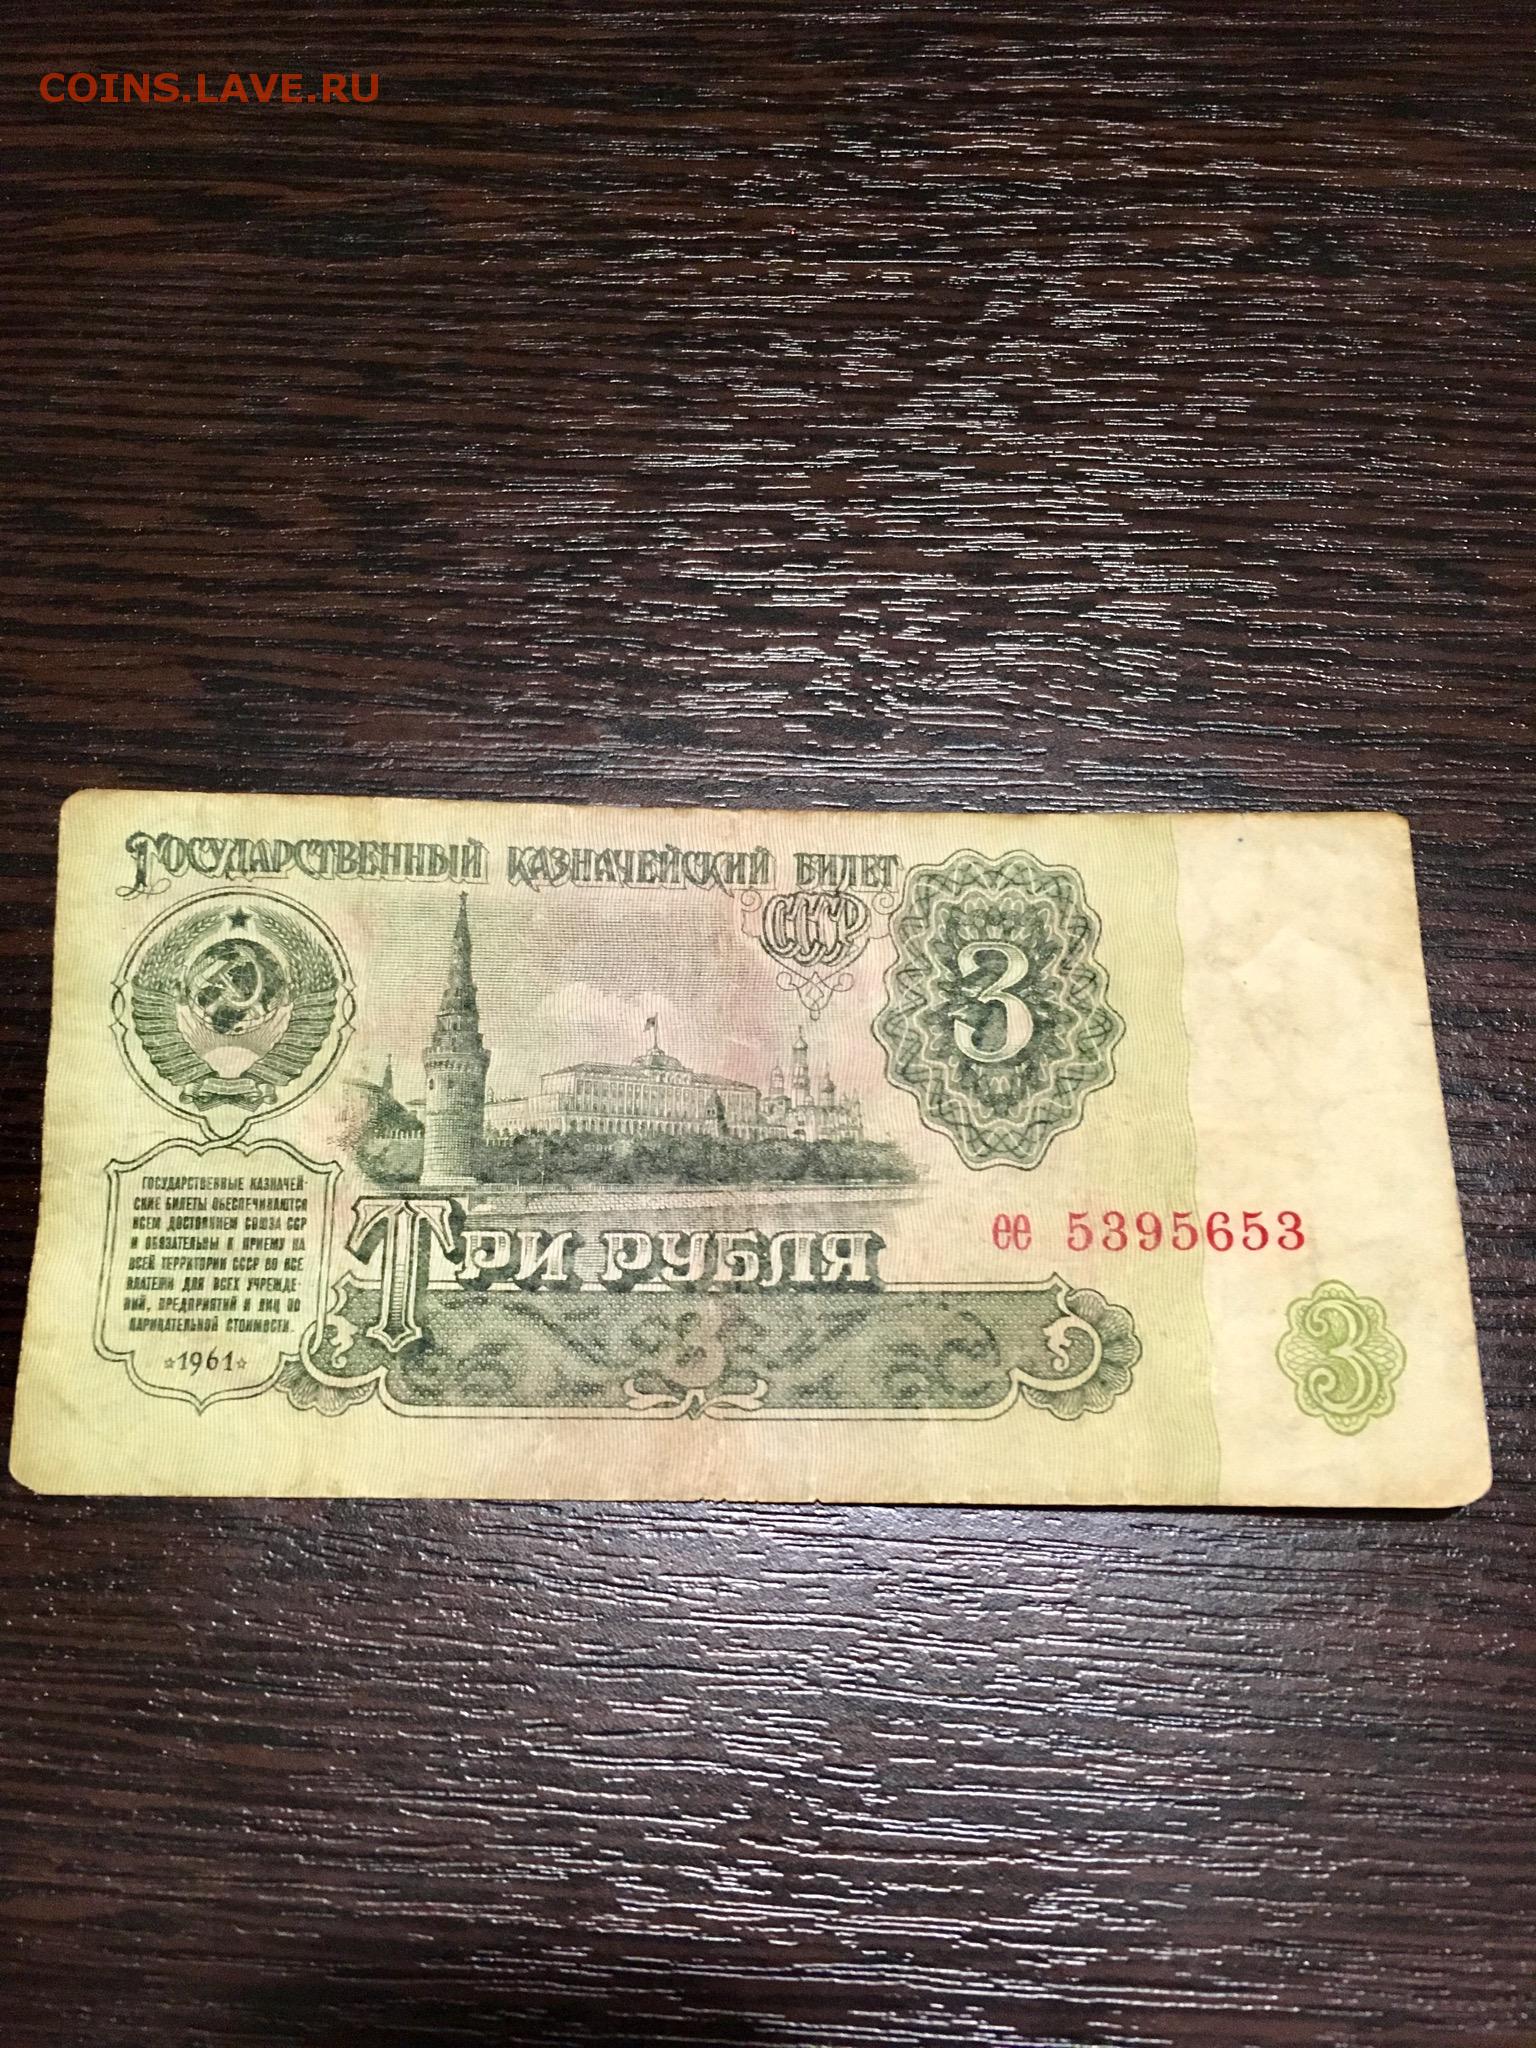 COINS.LAVE.RU
Государственный казначейский билет
СССР
3
ГОСУДАРСТВЕННЫЕ КАЗНАЧЕЙ-
СКИЕ БИЛЕТЫ ОБЕСПЕЧИВАЮТСЯ
ВСЕМ ДОСТОЯНИЕМ СОЮЗА ССР
И ОБЯЗАТЕЛЬНЫ К ПРИЕМУ НА
ВСЕЙ ТЕРРИТОРИИ СССР ВО ВСЕ
ПЛАТЕЖИ ДЛЯ ВСЕХ УЧРЕЖДЕ-
НИЙ, ПРЕДПРИЯТИЙ И ЛИЦ ПО
НАРИЦАТЕЛЬНОЙ СТОИМОСТИ.
☆1961☆
Три рубля
ее 5395653
3